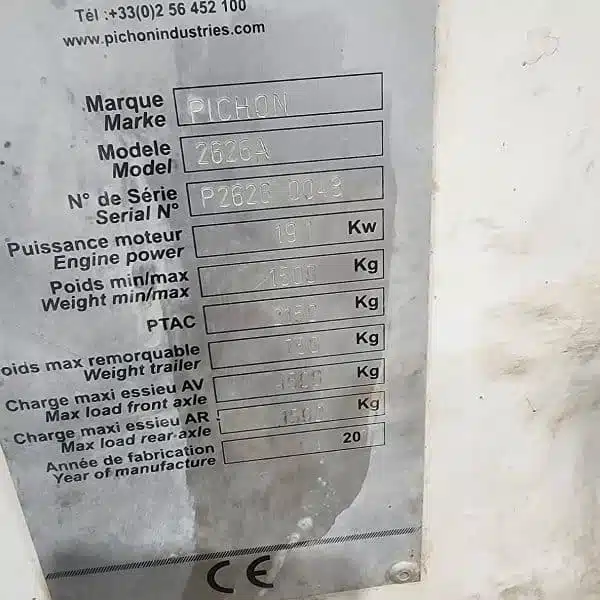 Tél :+33(0)2 56 452 100
www.pichonindustries.com
Marque PICHON
Marke
Modele 2626A
Model
N° de Série P2626 0043
Serial N°
Puissance moteur Kw
Engine power
Poids min/max Kg
Weight min/max
PTAC Kg
oids max remorquable Kg
Weight trailer
Charge maxi essieu AV Kg
Max load front axle
Charge maxi essieu AR Kg
Max load rear axle
Année de fabrication 20
Year of manufacture
CE